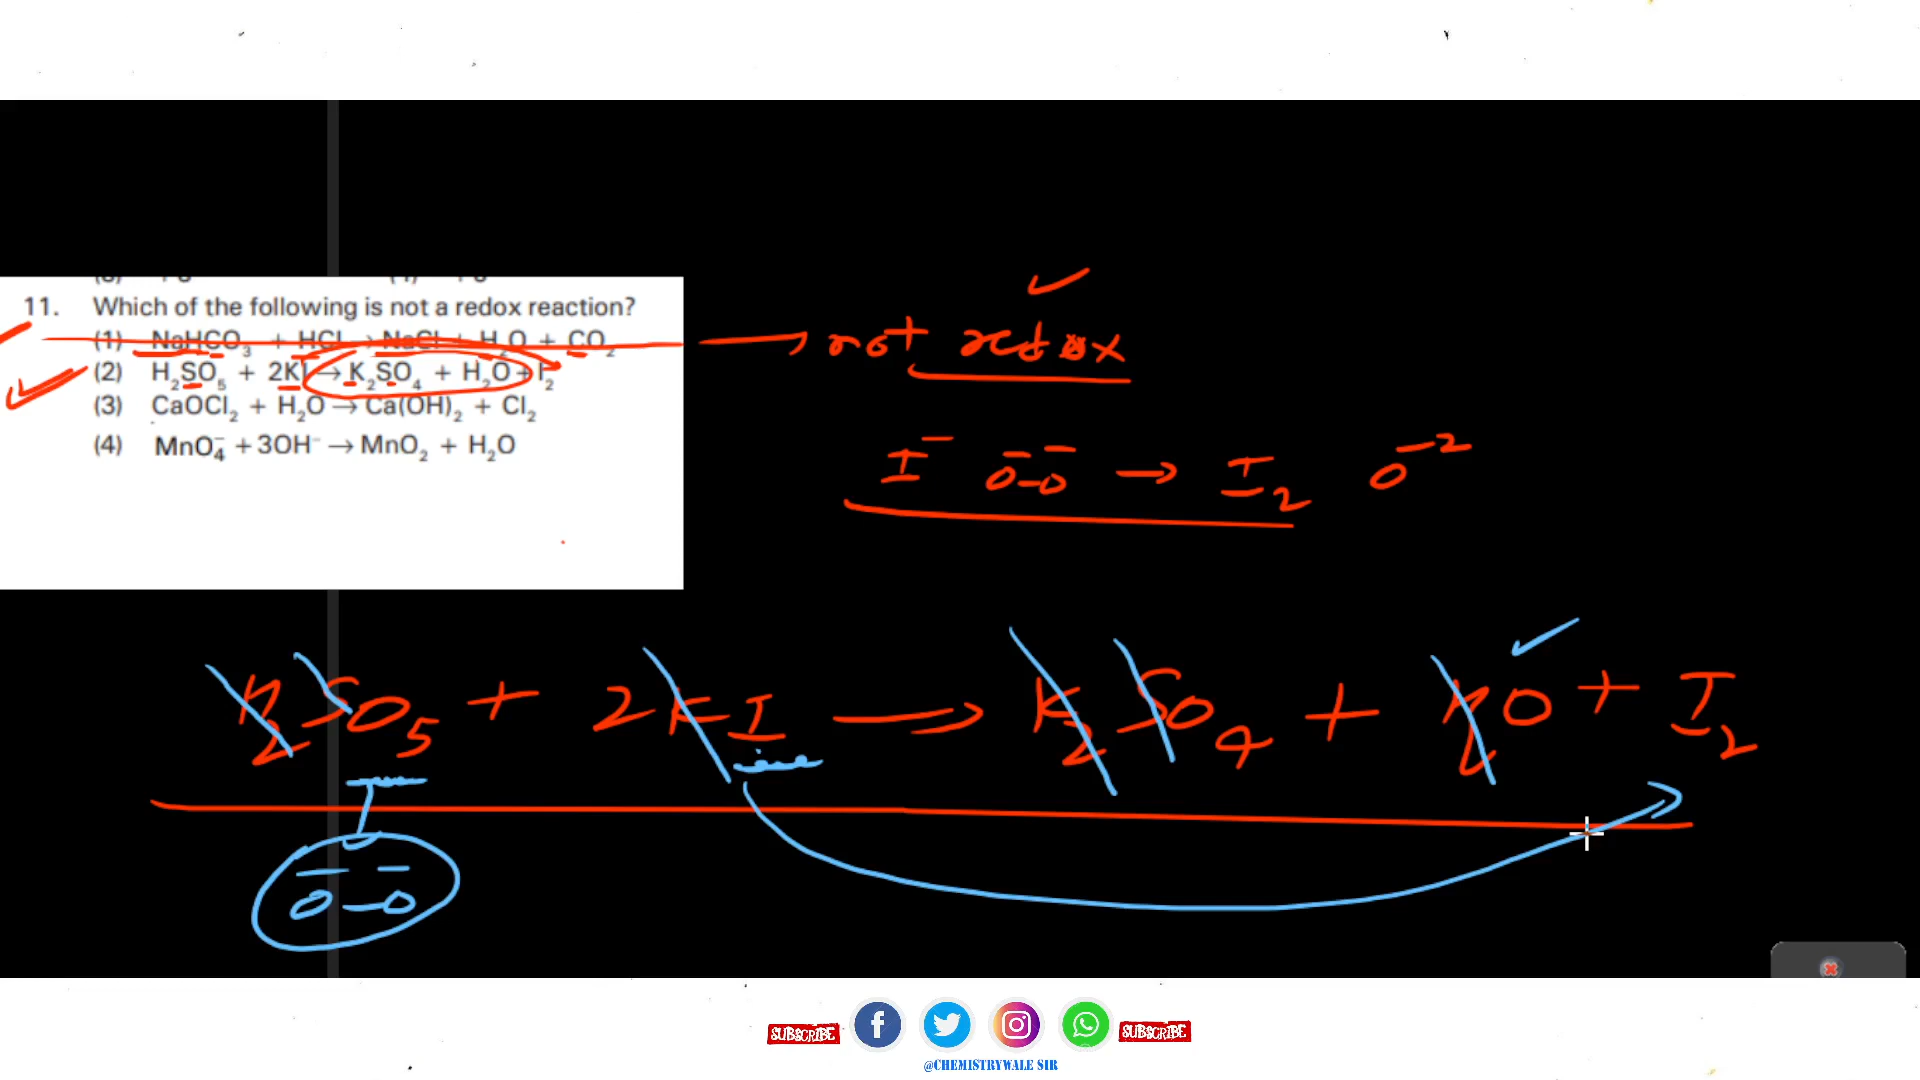 11. Which of the following is not a redox reaction?
(1) NaHCO₃ + HCl → NaCl + H₂O + CO₂
(2) H₂SO₅ + 2KI → K₂SO₄ + H₂O + I₂
(3) CaOCl₂ + H₂O → Ca(OH)₂ + Cl₂
(4) MnO₄⁻ + 3OH⁻ → MnO₂ + H₂O
→ not redox
I⁻ O⁻–O⁻ → I₂ O⁻²
H₂SO₅ + 2KI → K₂SO₄ + H₂O + I₂
O⁻–O⁻
SUBSCRIBE
SUBSCRIBE
@CHEMISTRYWALE SIR